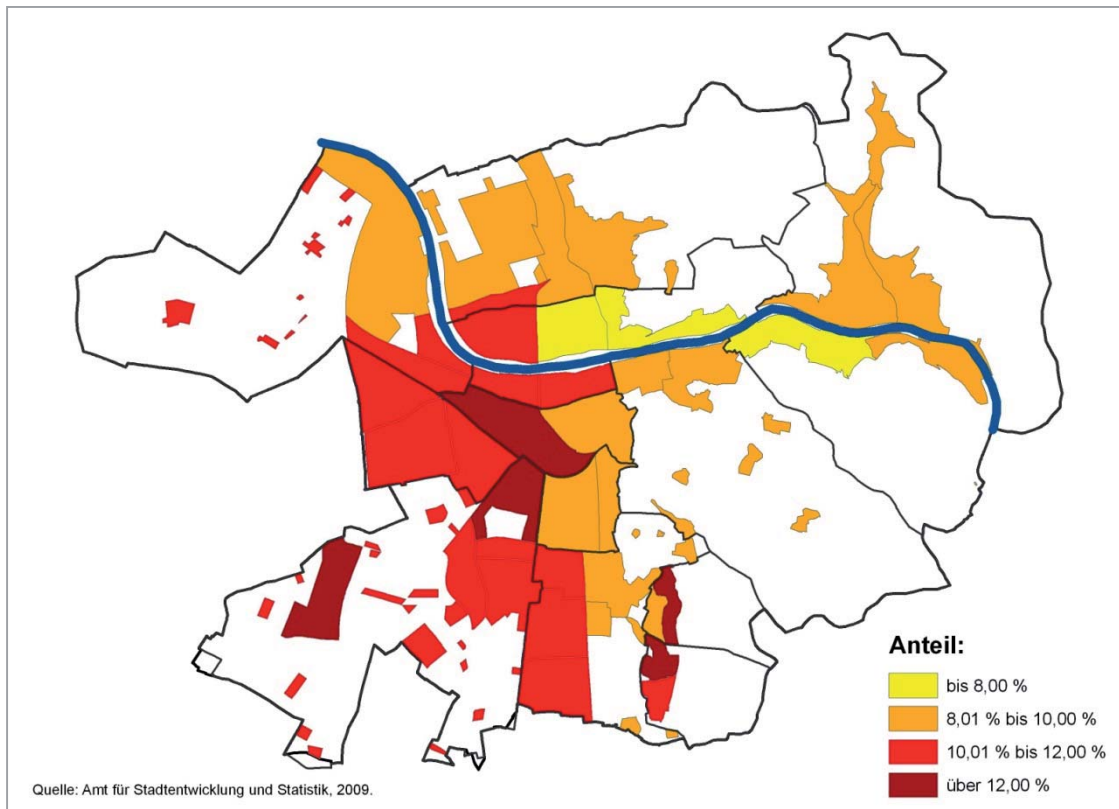 Anteil:
bis 8,00 %
8,01 % bis 10,00 %
10,01 % bis 12,00 %
über 12,00 %
Quelle: Amt für Stadtentwicklung und Statistik, 2009.